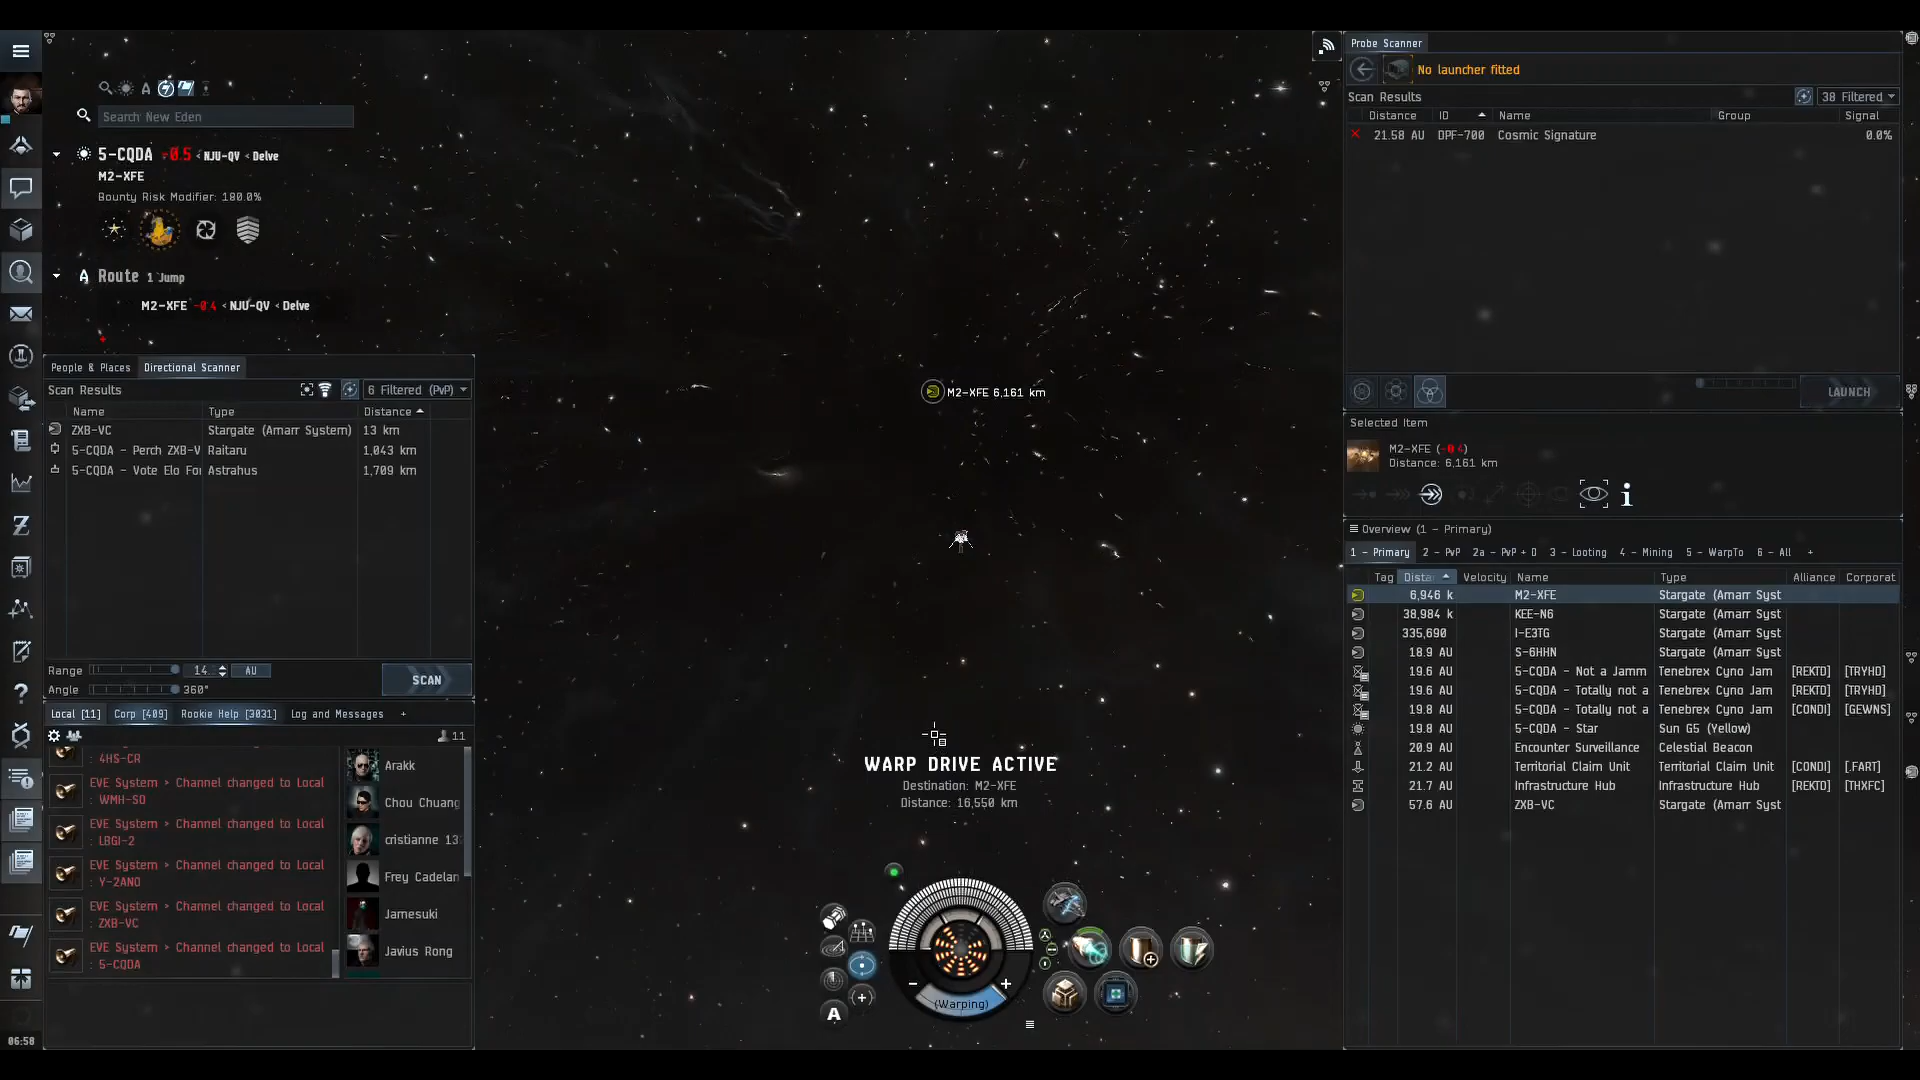 Search New Eden
5-CQDA -0.5 < NJU-QV < Delve
M2-XFE
Bounty Risk Modifier: 180.0%
A Route 1 Jump
M2-XFE -0.4 < NJU-QV < Delve
People & Places Directional Scanner
Scan Results 6 Filtered (PvP)
Name Type Distance
ZXB-VC Stargate (Amarr System) 13 km
5-CQDA - Perch ZXB-V Raitaru 1,043 km
5-CQDA - Vote Elo For Astrahus 1,709 km
Range 14. AU
Angle 360°
SCAN
Local [11] Corp [409] Rookie Help [3031] Log and Messages +
11
: 4HS-CR
EVE System > Channel changed to Local
: WMH-SO
EVE System > Channel changed to Local
: LBGI-2
EVE System > Channel changed to Local
: Y-2ANO
EVE System > Channel changed to Local
: ZXB-VC
EVE System > Channel changed to Local
: 5-CQDA
Arakk
Chou Chuang
cristianne 13
Frey Cadelan
Jamesuki
Javius Rong
06:58
M2-XFE 6,161 km
WARP DRIVE ACTIVE
Destination: M2-XFE
Distance: 16,550 km
(Warping)
A
Probe Scanner
No launcher fitted
Scan Results 38 Filtered
Distance ID Name Group Signal
21.58 AU DPF-700 Cosmic Signature 0.0%
LAUNCH
Selected Item
M2-XFE (-0.4)
Distance: 6,161 km
Overview (1 - Primary)
1 - Primary 2 - PvP 2a - PvP + D 3 - Looting 4 - Mining 5 - WarpTo 6 - All +
Tag Dista Velocity Name Type Alliance Corporat
6,946 k M2-XFE Stargate (Amarr Syst
38,984 k KEE-N6 Stargate (Amarr Syst
335,690 I-E3TG Stargate (Amarr Syst
18.9 AU S-6HHN Stargate (Amarr Syst
19.6 AU 5-CQDA - Not a Jamm Tenebrex Cyno Jam [REKTD] [TRYHD]
19.6 AU 5-CQDA - Totally not a Tenebrex Cyno Jam [REKTD] [TRYHD]
19.8 AU 5-CQDA - Totally not a Tenebrex Cyno Jam [CONDI] [GEWNS]
19.8 AU 5-CQDA - Star Sun G5 (Yellow)
20.9 AU Encounter Surveillance Celestial Beacon
21.2 AU Territorial Claim Unit Territorial Claim Unit [CONDI] [.FART]
21.7 AU Infrastructure Hub Infrastructure Hub [REKTD] [THXFC]
57.6 AU ZXB-VC Stargate (Amarr Syst